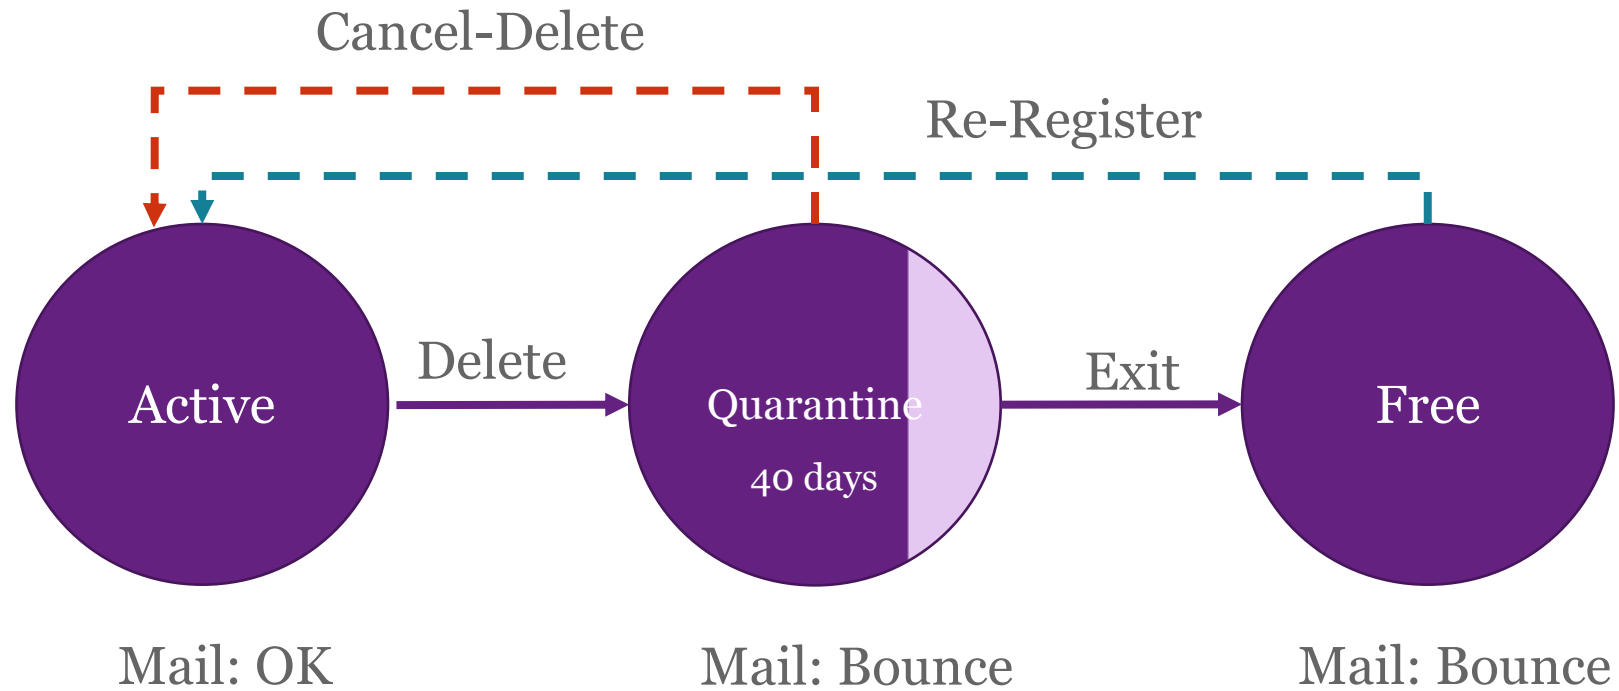 Cancel-Delete
Re-Register
Delete
Exit
Active
Quarantine
Free
40 days
Mail: OK
Mail: Bounce
Mail: Bounce